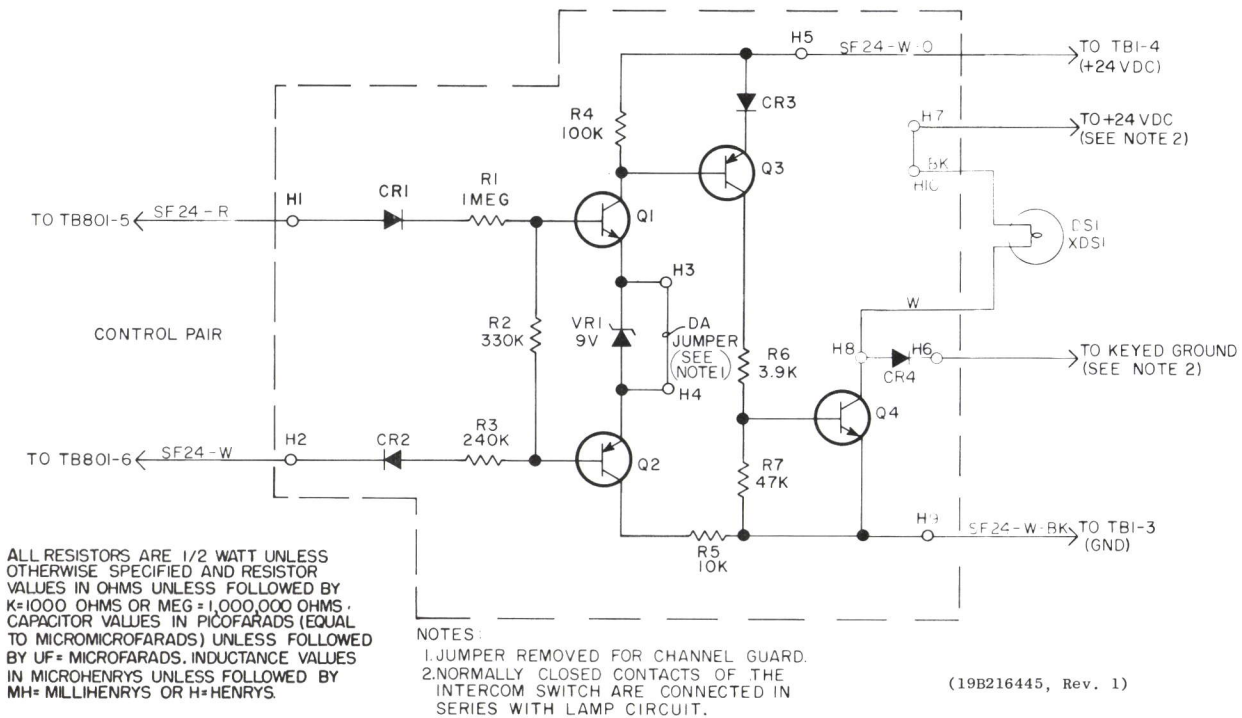 H5
SF24-W-O
TO TB1-4
(+24VDC)
CR3
R4
100K
H7
TO +24VDC
(SEE NOTE 2)
BK
H10
Q3
H1
CR1
R1
1MEG
TO TB801-5
SF24-R
Q1
DS1
XDS1
H3
W
CONTROL PAIR
R2
330K
VR1
9V
DA
JUMPER
(SEE
NOTE 1)
H4
R6
3.9K
H8
H6
CR4
TO KEYED GROUND
(SEE NOTE 2)
Q4
H2
CR2
R3
240K
TO TB801-6
SF24-W
Q2
R7
47K
H9
SF24-W-BK
TO TB1-3
(GND)
R5
10K
ALL RESISTORS ARE 1/2 WATT UNLESS
OTHERWISE SPECIFIED AND RESISTOR
VALUES IN OHMS UNLESS FOLLOWED BY
K=1000 OHMS OR MEG = 1,000,000 OHMS.
CAPACITOR VALUES IN PICOFARADS (EQUAL
TO MICROMICROFARADS) UNLESS FOLLOWED
BY UF= MICROFARADS. INDUCTANCE VALUES
IN MICROHENRYS UNLESS FOLLOWED BY
MH= MILLIHENRYS OR H=HENRYS.
NOTES:
1. JUMPER REMOVED FOR CHANNEL GUARD.
2. NORMALLY CLOSED CONTACTS OF THE
INTERCOM SWITCH ARE CONNECTED IN
SERIES WITH LAMP CIRCUIT.
(19B216445, Rev. 1)